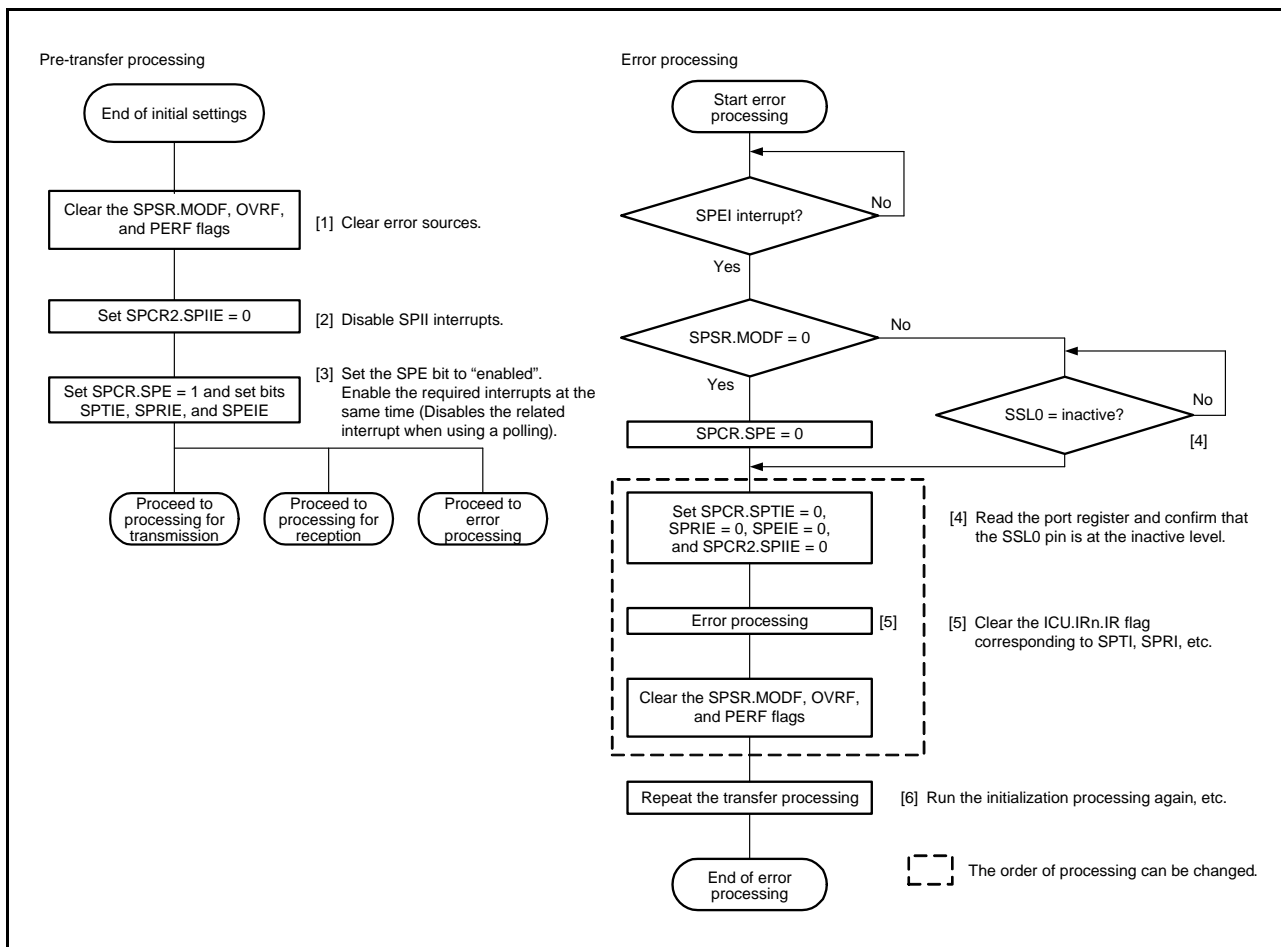 Pre-transfer processing
End of initial settings
Clear the SPSR.MODF, OVRF,
and PERF flags
[1] Clear error sources.
Set SPCR2.SPIIE = 0
[2] Disable SPII interrupts.
Set SPCR.SPE = 1 and set bits
SPTIE, SPRIE, and SPEIE
[3] Set the SPE bit to “enabled”.
Enable the required interrupts at the
same time (Disables the related
interrupt when using a polling).
Proceed to
processing for
transmission
Proceed to
processing for
reception
Proceed to
error
processing
Error processing
Start error
processing
SPEI interrupt?
No
Yes
SPSR.MODF = 0
No
Yes
SSL0 = inactive?
No
[4]
SPCR.SPE = 0
Set SPCR.SPTIE = 0,
SPRIE = 0, SPEIE = 0,
and SPCR2.SPIIE = 0
[4] Read the port register and confirm that
the SSL0 pin is at the inactive level.
Error processing
[5]
[5] Clear the ICU.IRn.IR flag
corresponding to SPTI, SPRI, etc.
Clear the SPSR.MODF, OVRF,
and PERF flags
Repeat the transfer processing
[6] Run the initialization processing again, etc.
End of error
processing
The order of processing can be changed.